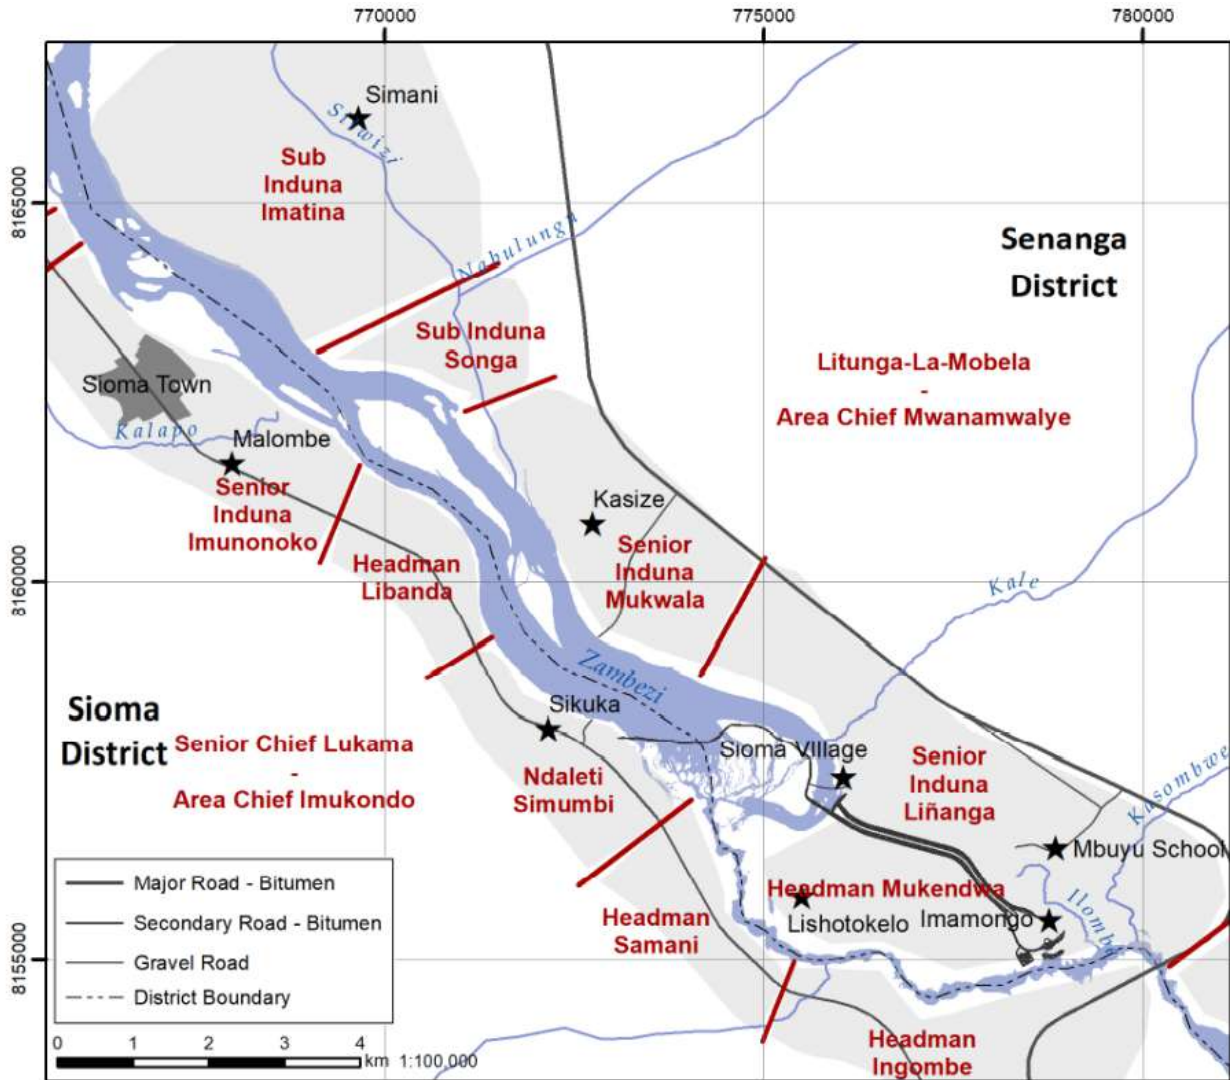 770000
775000
780000
Simani
Siwizi
Sub
Induna
Imatina
8165000
Nabulunga
Senanga
District
Sub Induna
Songa
Litunga-La-Mobela
-
Area Chief Mwanamwalye
Sioma Town
Kalapo
Malombe
Senior
Induna
Imunonoko
Kasize
Senior
Induna
Mukwala
Headman
Libanda
8160000
Kale
Zambezi
Sioma
District
Senior Chief Lukama
-
Area Chief Imukondo
Sikuka
Ndaleti
Simumbi
Sioma Village
Senior
Induna
Liñanga
Kasombwe
Mbuyu School
Headman Mukendwa
Lishotokelo
Imamongo
Ilomba
Headman
Samani
8155000
Headman
Ingombe
Major Road - Bitumen
Secondary Road - Bitumen
Gravel Road
District Boundary
0 1 2 3 4
km 1:100,000